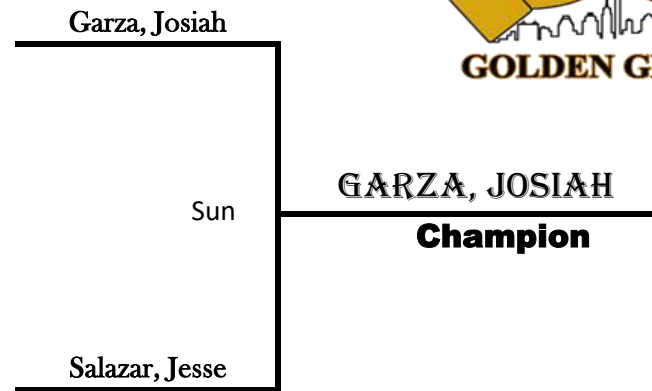 Garza, Josiah
GOLDEN
GARZA, JOSIAH
Sun
Champion
Salazar, Jesse